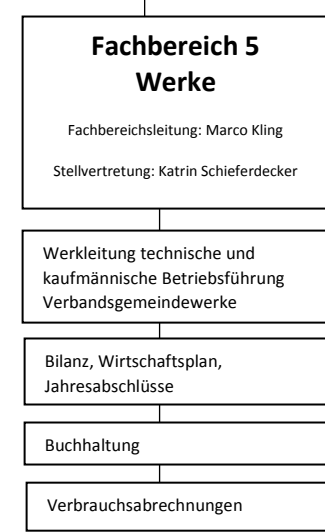 Fachbereich 5
Werke
Fachbereichsleitung: Marco Kling
Stellvertretung: Katrin Schieferdecker
Werkleitung technische und
kaufmännische Betriebsführung
Verbandsgemeindewerke
Bilanz, Wirtschaftsplan,
Jahresabschlüsse
Buchhaltung
Verbrauchsabrechnungen